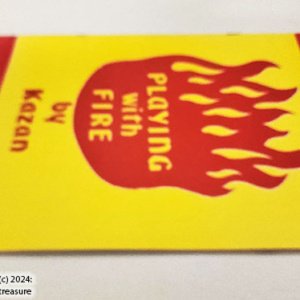 PLAYING
with
FIRE
by
Kazan
(c) 2024:
treasure